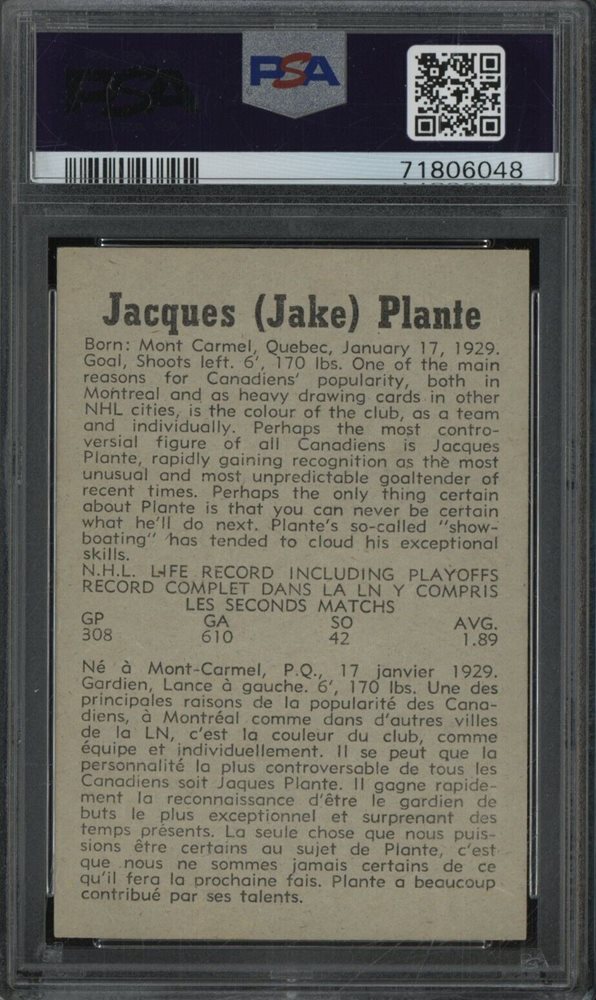 PSA
PSA
71806048
Jacques (Jake) Plante
Born: Mont Carmel, Quebec, January 17, 1929.
Goal, Shoots left. 6', 170 lbs. One of the main
reasons for Canadiens' popularity, both in
Montreal and as heavy drawing cards in other
NHL cities, is the colour of the club, as a team
and individually. Perhaps the most contro-
versial figure of all Canadiens is Jacques
Plante, rapidly gaining recognition as the most
unusual and most unpredictable goaltender of
recent times. Perhaps the only thing certain
about Plante is that you can never be certain
what he'll do next. Plante's so-called "show-
boating" has tended to cloud his exceptional
skills.
N.H.L. LIFE RECORD INCLUDING PLAYOFFS
RECORD COMPLET DANS LA LN Y COMPRIS
LES SECONDS MATCHS
GP GA SO AVG.
308 610 42 1.89
Né à Mont-Carmel, P.Q., 17 janvier 1929.
Gardien, Lance à gauche. 6', 170 lbs. Une des
principales raisons de la popularité des Cana-
diens, à Montréal comme dans d'autres villes
de la LN, c'est la couleur du club, comme
équipe et individuellement. Il se peut que la
personnalité la plus controversable de tous les
Canadiens soit Jaques Plante. Il gagne rapide-
ment la reconnaissance d'être le gardien de
buts le plus exceptionnel et surprenant des
temps présents. La seule chose que nous puis-
sions être certains au sujet de Plante, c'est
que nous ne sommes jamais certains de ce
qu'il fera la prochaine fais. Plante a beaucoup
contribué par ses talents.